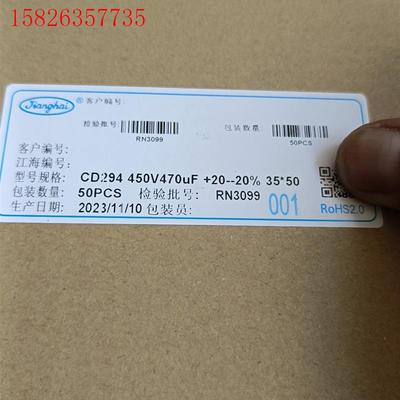 15826357735
Jianghai ® 客户编号:
检验批号: RN3099
包装数量 50PCS
客户编号:
江海编号:
型号规格: CD294 450V470uF +20--20% 35*50
包装数量: 50PCS 检验批号: RN3099
生产日期: 2023/11/10 包装员: 001
RoHS2.0